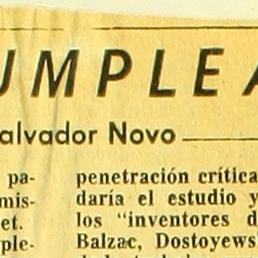 UMPLEA
alvador Novo
pa-
mis-
et.
ple-
penetración crítica
daría el estudio y
los "inventores d
Balzac, Dostoyews